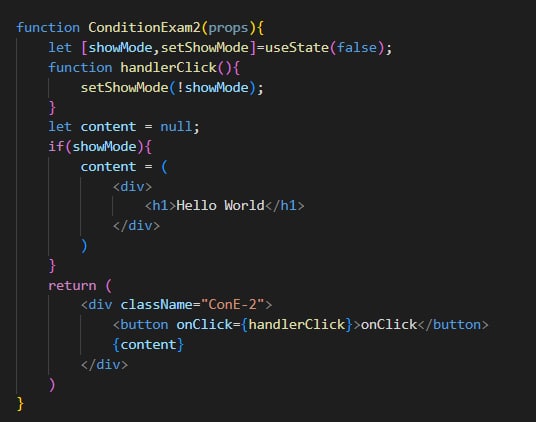 function ConditionExam2(props){
    let [showMode,setShowMode]=useState(false);
    function handlerClick(){
        setShowMode(!showMode);
    }
    let content = null;
    if(showMode){
        content = (
            <div>
                <h1>Hello World</h1>
            </div>
        )
    }
    return (
        <div className="ConE-2">
            <button onClick={handlerClick}>onClick</button>
            {content}
        </div>
    )
}